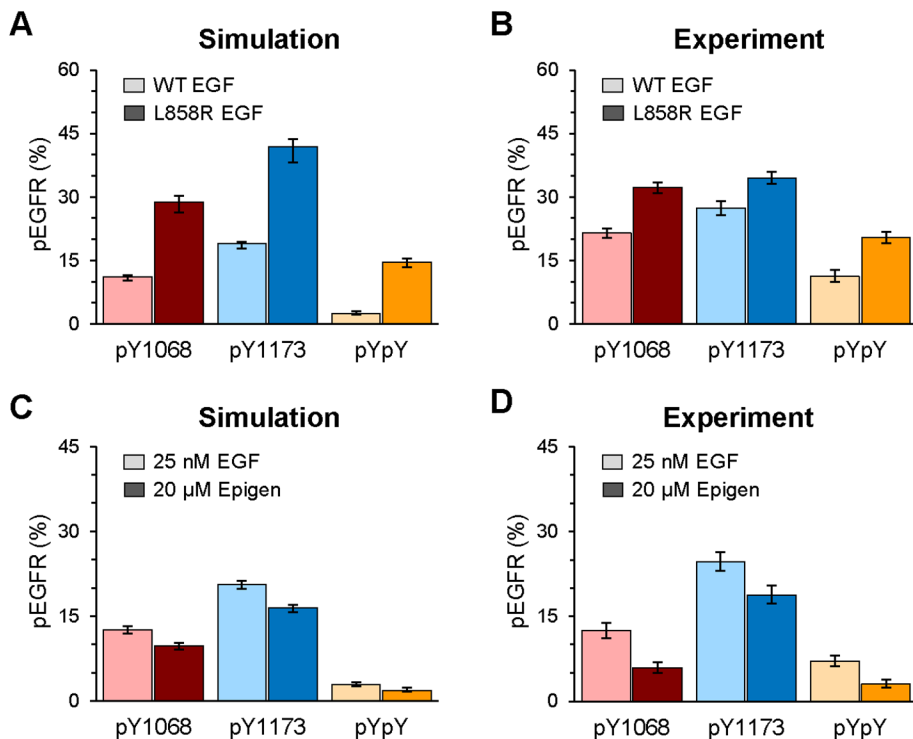 A
Simulation
pEGFR (%)
60
45
30
15
0
WT EGF
L858R EGF
pY1068 pY1173 pYpY
B
Experiment
pEGFR (%)
60
45
30
15
0
WT EGF
L858R EGF
pY1068 pY1173 pYpY
C
Simulation
pEGFR (%)
45
30
15
0
25 nM EGF
20 µM Epigen
pY1068 pY1173 pYpY
D
Experiment
pEGFR (%)
45
30
15
0
25 nM EGF
20 µM Epigen
pY1068 pY1173 pYpY